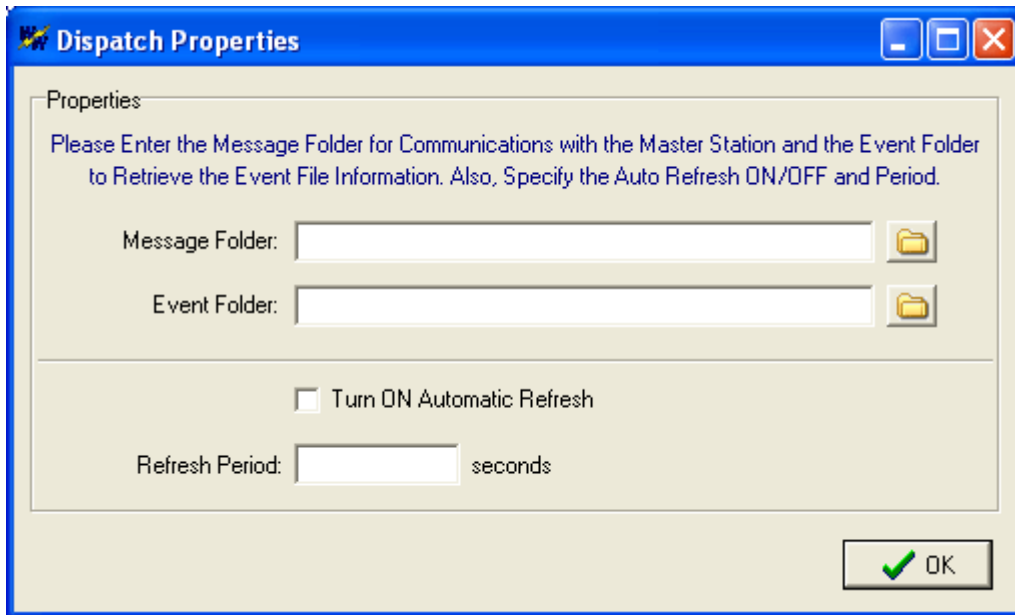 Dispatch Properties
Properties
Please Enter the Message Folder for Communications with the Master Station and the Event Folder
to Retrieve the Event File Information. Also, Specify the Auto Refresh ON/OFF and Period.
Message Folder:
Event Folder:
Turn ON Automatic Refresh
Refresh Period: seconds
OK